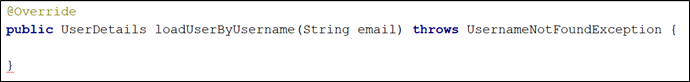 @Override
public UserDetails loadUserByUsername(String email) throws UsernameNotFoundException {
}